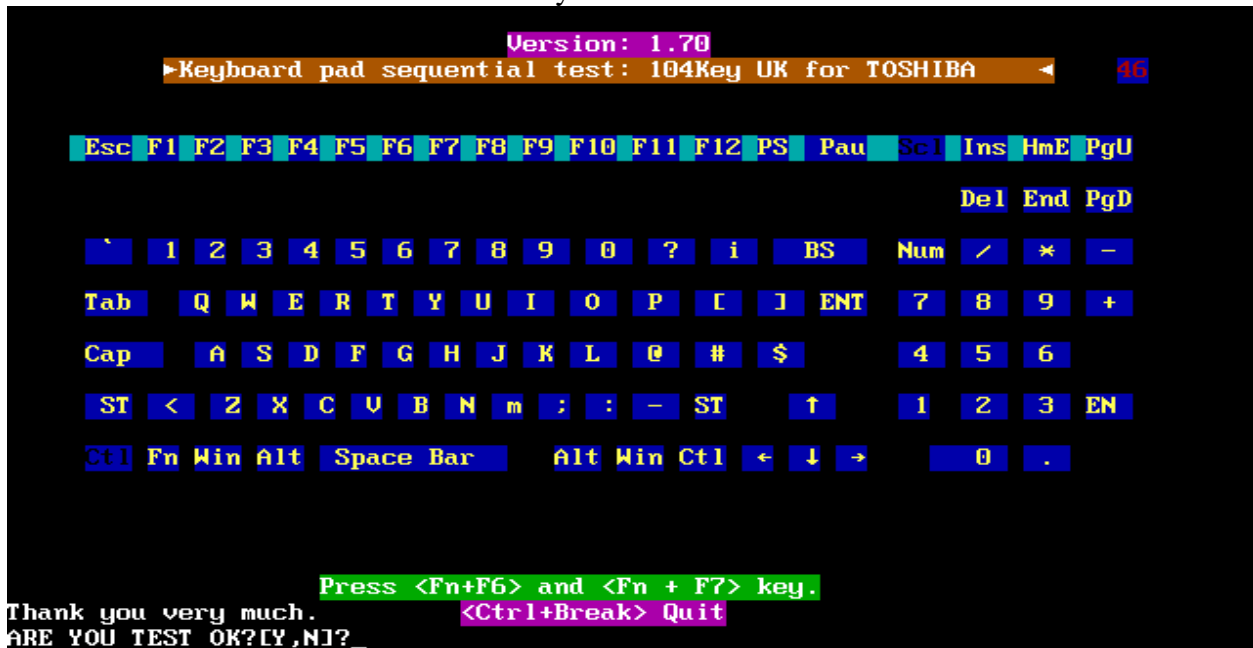 Version: 1.70
►Keyboard pad sequential test: 104Key UK for TOSHIBA ◄ 46
Esc F1 F2 F3 F4 F5 F6 F7 F8 F9 F10 F11 F12 PS Pau Scl Ins HmE PgU
Del End PgD
` 1 2 3 4 5 6 7 8 9 0 ? i BS Num / * -
Tab Q W E R T Y U I O P [ ] ENT 7 8 9 +
Cap A S D F G H J K L @ # $ 4 5 6
ST < Z X C V B N m ; : - ST ↑ 1 2 3 EN
Ctl Fn Win Alt Space Bar Alt Win Ctl ← ↓ → 0 .
Press <Fn+F6> and <Fn + F7> key.
Thank you very much. <Ctrl+Break> Quit
ARE YOU TEST OK?[Y,N]?_